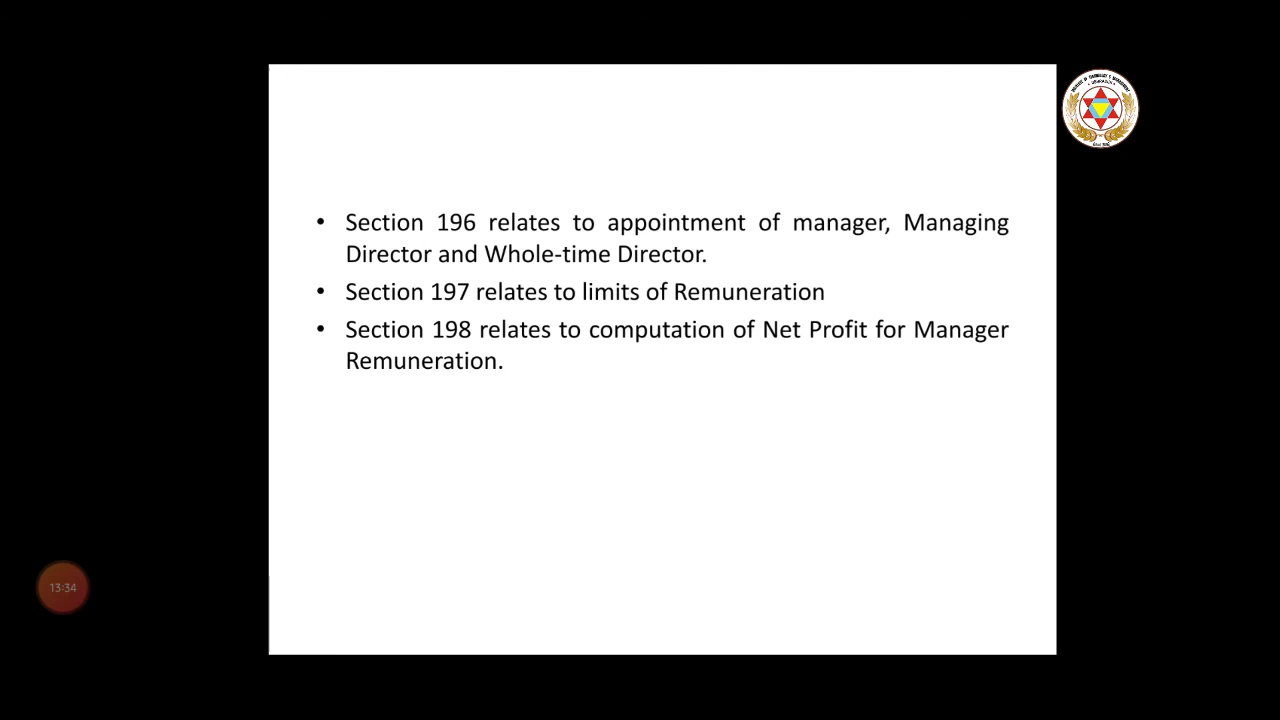 • Section 196 relates to appointment of manager, Managing
Director and Whole-time Director.
• Section 197 relates to limits of Remuneration
• Section 198 relates to computation of Net Profit for Manager
Remuneration.
13:34